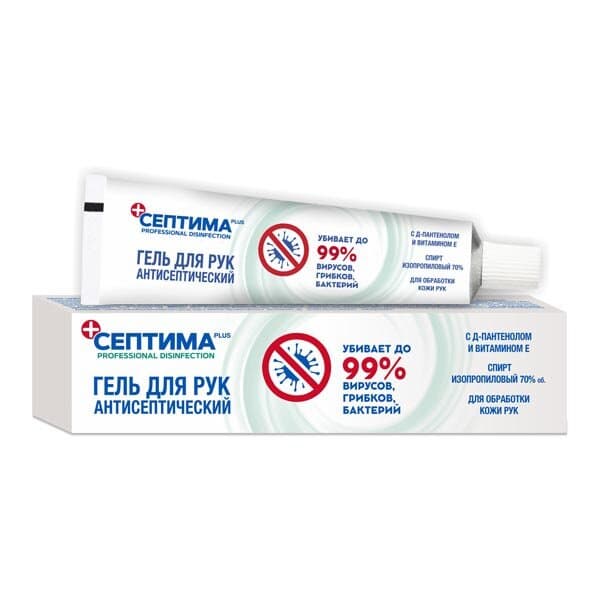 СЕПТИМА PLUS
PROFESSIONAL DISINFECTION
ГЕЛЬ ДЛЯ РУК
АНТИСЕПТИЧЕСКИЙ
УБИВАЕТ ДО
99%
ВИРУСОВ,
ГРИБКОВ,
БАКТЕРИЙ
С Д-ПАНТЕНОЛОМ
И ВИТАМИНОМ Е
СПИРТ
ИЗОПРОПИЛОВЫЙ 70%
ДЛЯ ОБРАБОТКИ
КОЖИ РУК
СЕПТИМА PLUS
PROFESSIONAL DISINFECTION
ГЕЛЬ ДЛЯ РУК
АНТИСЕПТИЧЕСКИЙ
УБИВАЕТ ДО
99%
ВИРУСОВ,
ГРИБКОВ,
БАКТЕРИЙ
С Д-ПАНТЕНОЛОМ
И ВИТАМИНОМ Е
СПИРТ
ИЗОПРОПИЛОВЫЙ 70% об.
ДЛЯ ОБРАБОТКИ
КОЖИ РУК